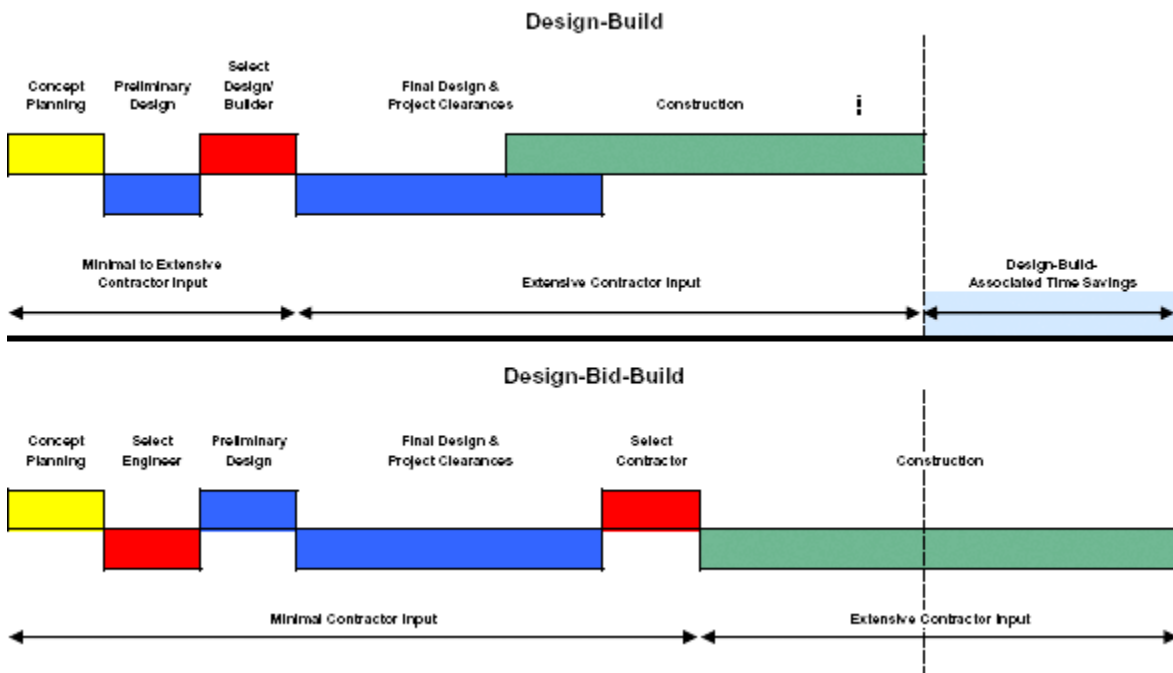 Design-Build
Concept
Planning
Preliminary
Design
Select
Design/
Builder
Final Design &
Project Clearances
Construction
Minimal to Extensive
Contractor Input
Extensive Contractor Input
Design-Build-
Associated Time Savings
Design-Bid-Build
Concept
Planning
Select
Engineer
Preliminary
Design
Final Design &
Project Clearances
Select
Contractor
Construction
Minimal Contractor Input
Extensive Contractor Input